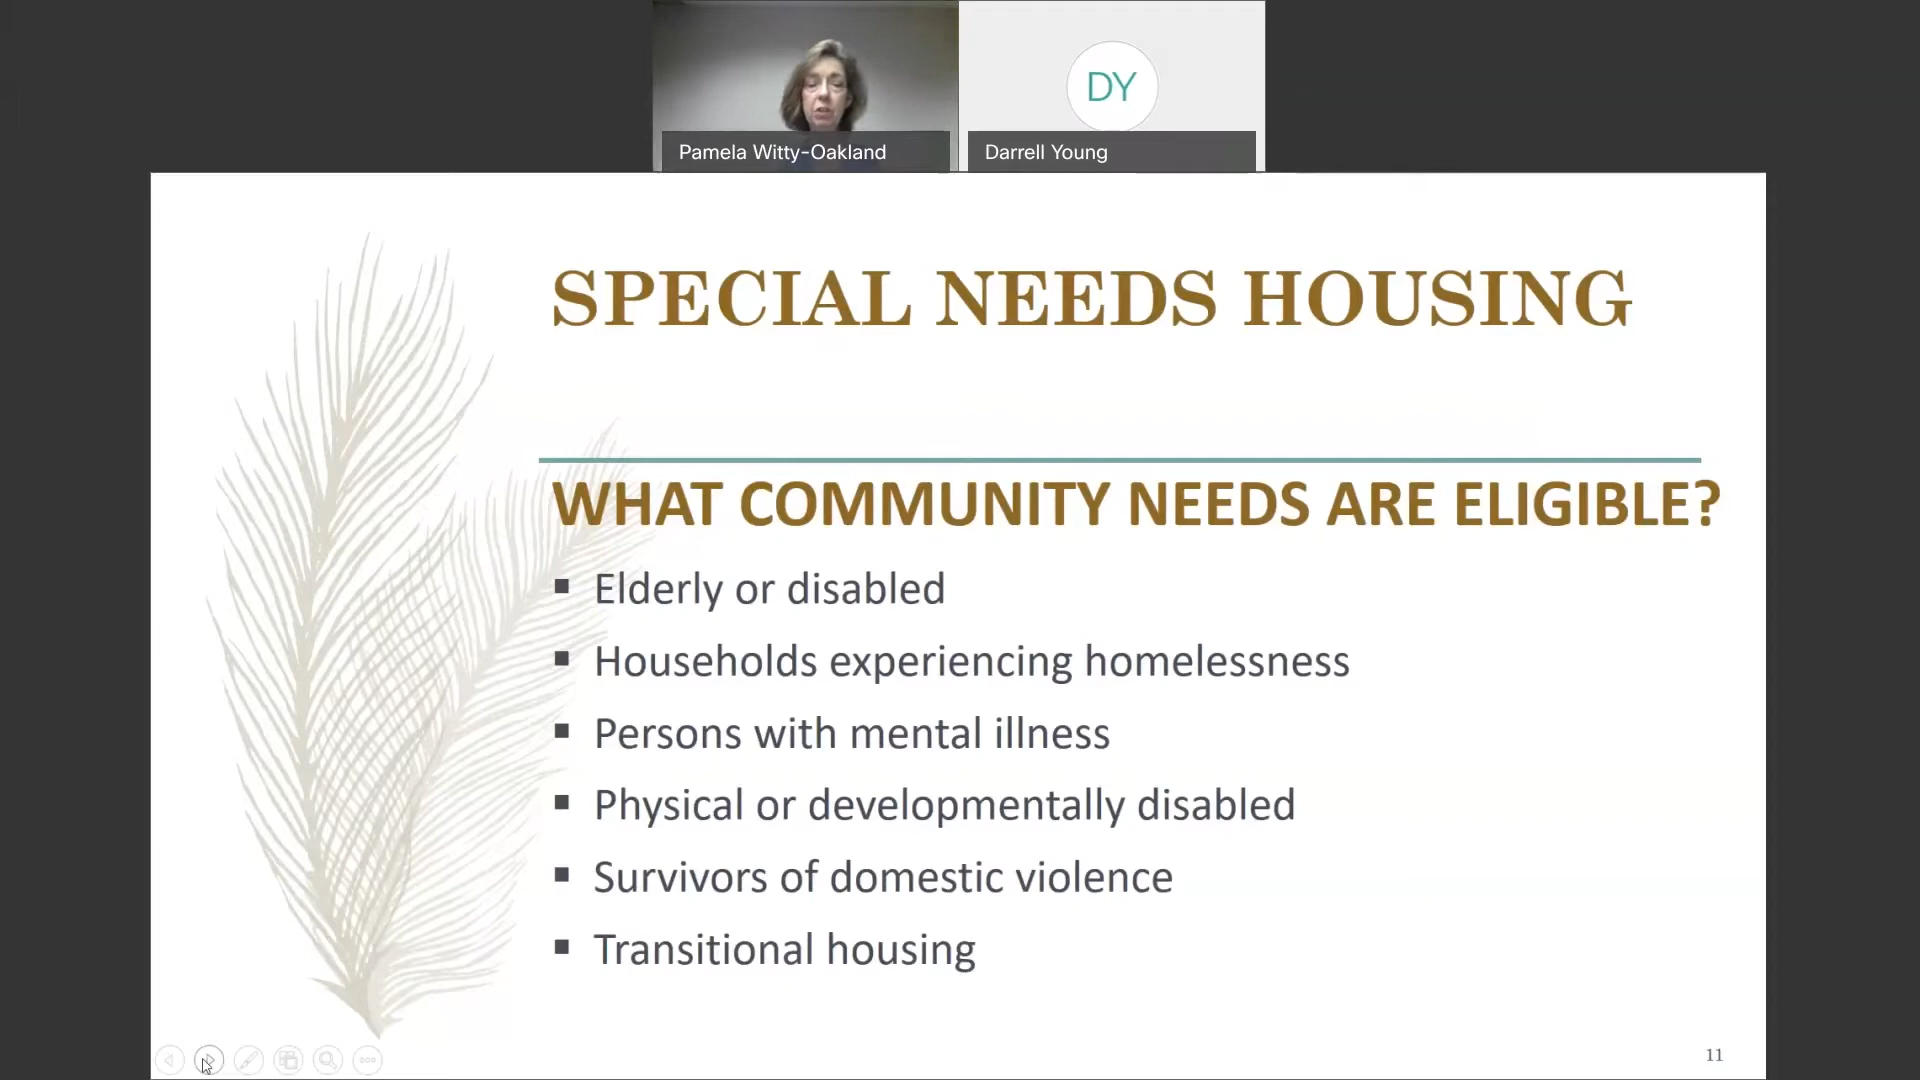 DY
Pamela Witty-Oakland
Darrell Young
SPECIAL NEEDS HOUSING
WHAT COMMUNITY NEEDS ARE ELIGIBLE?
▪ Elderly or disabled
▪ Households experiencing homelessness
▪ Persons with mental illness
▪ Physical or developmentally disabled
▪ Survivors of domestic violence
▪ Transitional housing
11